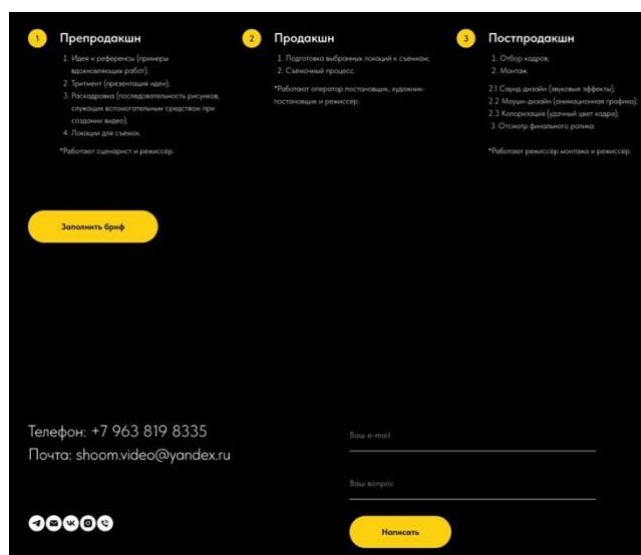 1
Препродакшн
1. Идея и референсы (примеры
вдохновляющих работ);
2. Тритмент (презентация идеи);
3. Раскадровка (последовательность рисунков,
служащих вспомогательным средством при
создании видео);
4. Локации для съёмок.
*Работают сценарист и режиссёр.
2
Продакшн
1. Подготовка выбранных локаций к съёмкам;
2. Съёмочный процесс.
*Работают оператор постановщик, художник-
постановщик и режиссёр.
3
Постпродакшн
1. Отбор кадров;
2. Монтаж:
2.1 Саунд-дизайн (звуковые эффекты);
2.2 Моушн-дизайн (анимационная графика);
2.3 Колоризация (удачный цвет кадра);
3. Отсмотр финального ролика.
*Работают режиссёр монтажа и режиссёр.
Заполнить бриф
Телефон: +7 963 819 8335
Почта: shoom.video@yandex.ru
Ваш e-mail
Ваш вопрос
Написать